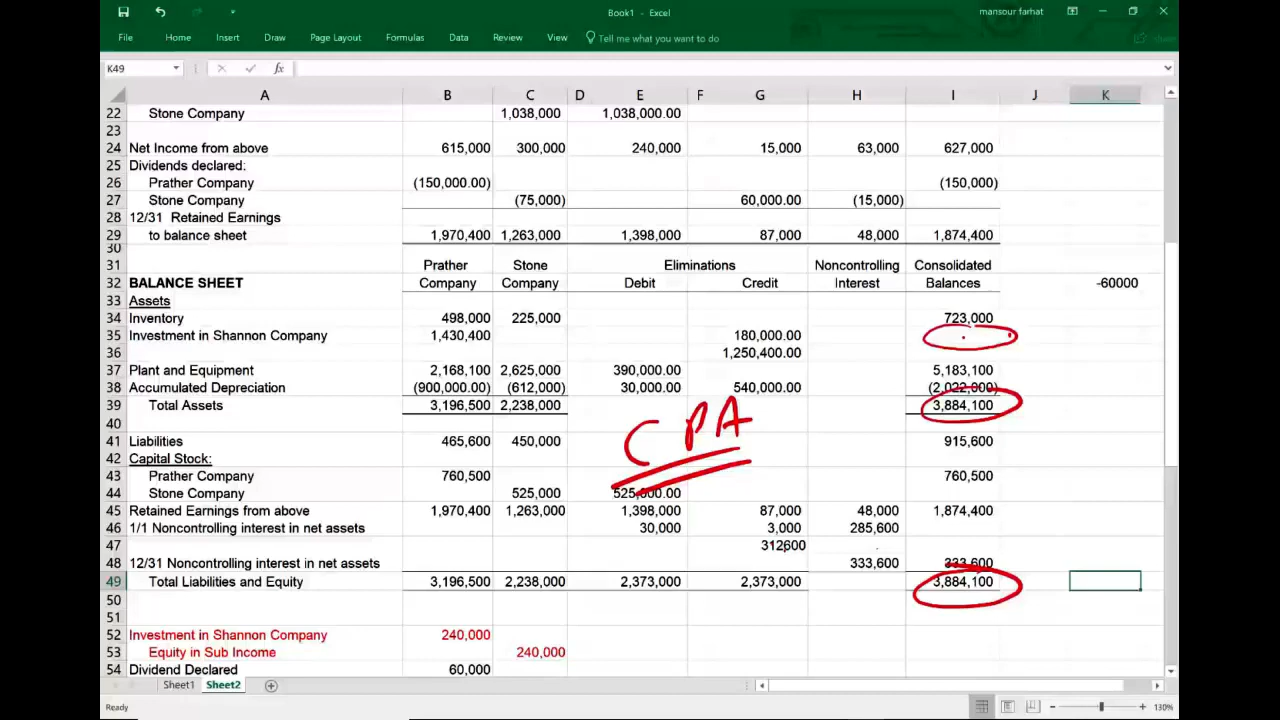 Book1 - Excel
mansour farhat
File Home Insert Draw Page Layout Formulas Data Review View Tell me what you want to do
K49 fx
A B C D E F G H I J K
22 Stone Company 1,038,000 1,038,000.00
23
24 Net Income from above 615,000 300,000 240,000 15,000 63,000 627,000
25 Dividends declared:
26 Prather Company (150,000.00) (150,000)
27 Stone Company (75,000) 60,000.00 (15,000)
28 12/31 Retained Earnings
29 to balance sheet 1,970,400 1,263,000 1,398,000 87,000 48,000 1,874,400
30
31 Prather Stone Eliminations Noncontrolling Consolidated
32 BALANCE SHEET Company Company Debit Credit Interest Balances -60000
33 Assets
34 Inventory 498,000 225,000 723,000
35 Investment in Shannon Company 1,430,400 180,000.00
36 1,250,400.00
37 Plant and Equipment 2,168,100 2,625,000 390,000.00 5,183,100
38 Accumulated Depreciation (900,000.00) (612,000) 30,000.00 540,000.00 (2,022,000)
39 Total Assets 3,196,500 2,238,000 3,884,100
40
CPA
41 Liabilities 465,600 450,000 915,600
42 Capital Stock:
43 Prather Company 760,500 760,500
44 Stone Company 525,000 525,000.00
45 Retained Earnings from above 1,970,400 1,263,000 1,398,000 87,000 48,000 1,874,400
46 1/1 Noncontrolling interest in net assets 30,000 3,000 285,600
47 312600
48 12/31 Noncontrolling interest in net assets 333,600 333,600
49 Total Liabilities and Equity 3,196,500 2,238,000 2,373,000 2,373,000 3,884,100
50
51
52 Investment in Shannon Company 240,000
53 Equity in Sub Income 240,000
54 Dividend Declared 60,000
Sheet1 Sheet2
Ready 130%